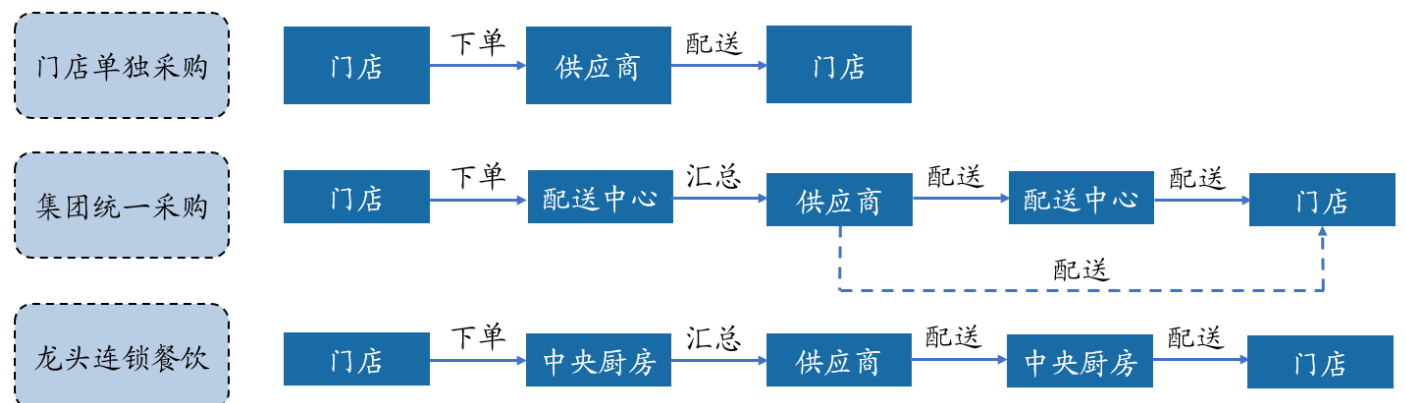 门店单独采购
门店 下单 供应商 配送 门店
集团统一采购
门店 下单 配送中心 汇总 供应商 配送 配送中心 配送 门店
配送
龙头连锁餐饮
门店 下单 中央厨房 汇总 供应商 配送 中央厨房 配送 门店